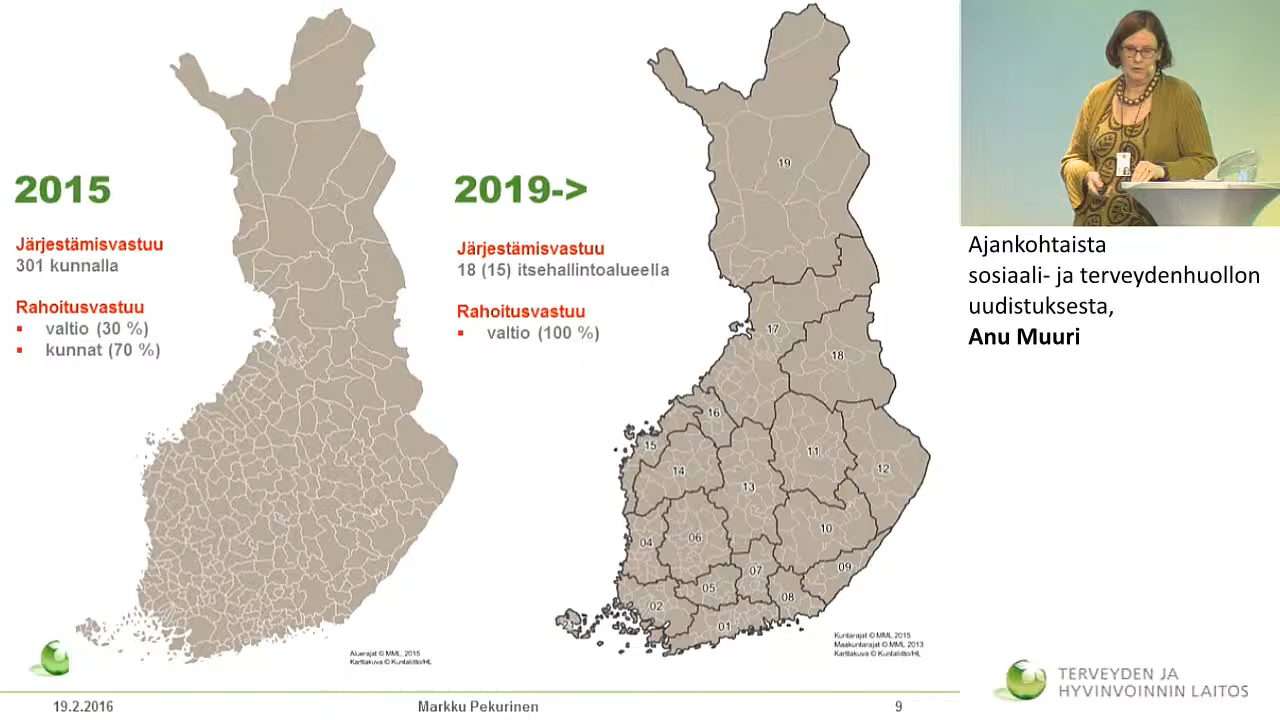 2015
Järjestämisvastuu
301 kunnalla
Rahoitusvastuu
▪ valtio (30 %)
▪ kunnat (70 %)
Aluerajat © MML, 2015
Karttakuva © Kuntaliitto/HL
2019->
Järjestämisvastuu
18 (15) itsehallintoalueella
Rahoitusvastuu
▪ valtio (100 %)
19
17
18
16
15
14
13
11
12
10
04
06
07
09
05
08
02
01
21
Kuntarajat © MML 2015
Maakuntarajat © MML 2013
Karttakuva © Kuntaliitto/HL
19.2.2016
Markku Pekurinen
9
Ajankohtaista
sosiaali- ja terveydenhuollon
uudistuksesta,
Anu Muuri
TERVEYDEN JA
HYVINVOINNIN LAITOS